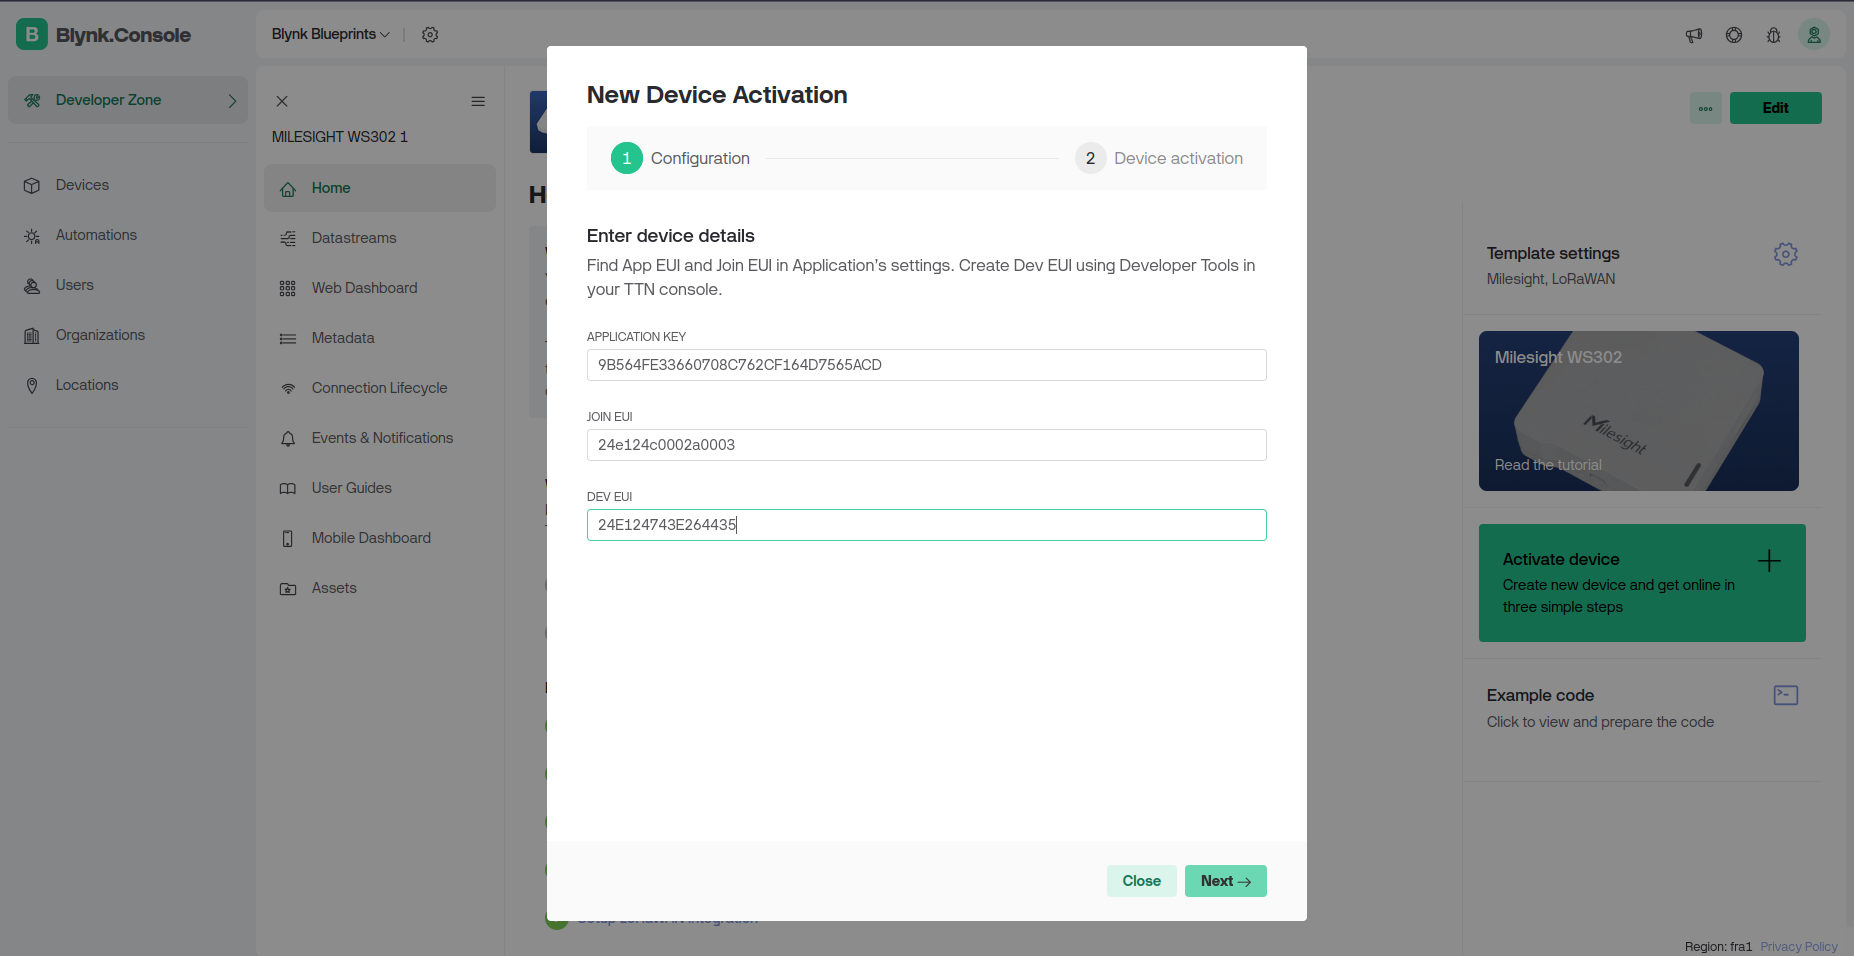 B Blynk.Console
Blynk Blueprints
Developer Zone
Devices
Automations
Users
Organizations
Locations
MILESIGHT WS302 1
Home
Datastreams
Web Dashboard
Metadata
Connection Lifecycle
Events & Notifications
User Guides
Mobile Dashboard
Assets
New Device Activation
1 Configuration
2 Device activation
Enter device details
Find App EUI and Join EUI in Application's settings. Create Dev EUI using Developer Tools in
your TTN console.
APPLICATION KEY
9B564FE33660708C762CF164D7565ACD
JOIN EUI
24e124c0002a0003
DEV EUI
24E124743E264435
Close
Next →
Edit
Template settings
Milesight, LoRaWAN
Milesight WS302
Milesight
Read the tutorial
Activate device
Create new device and get online in
three simple steps
Example code
Click to view and prepare the code
Region: fra1 Privacy Policy